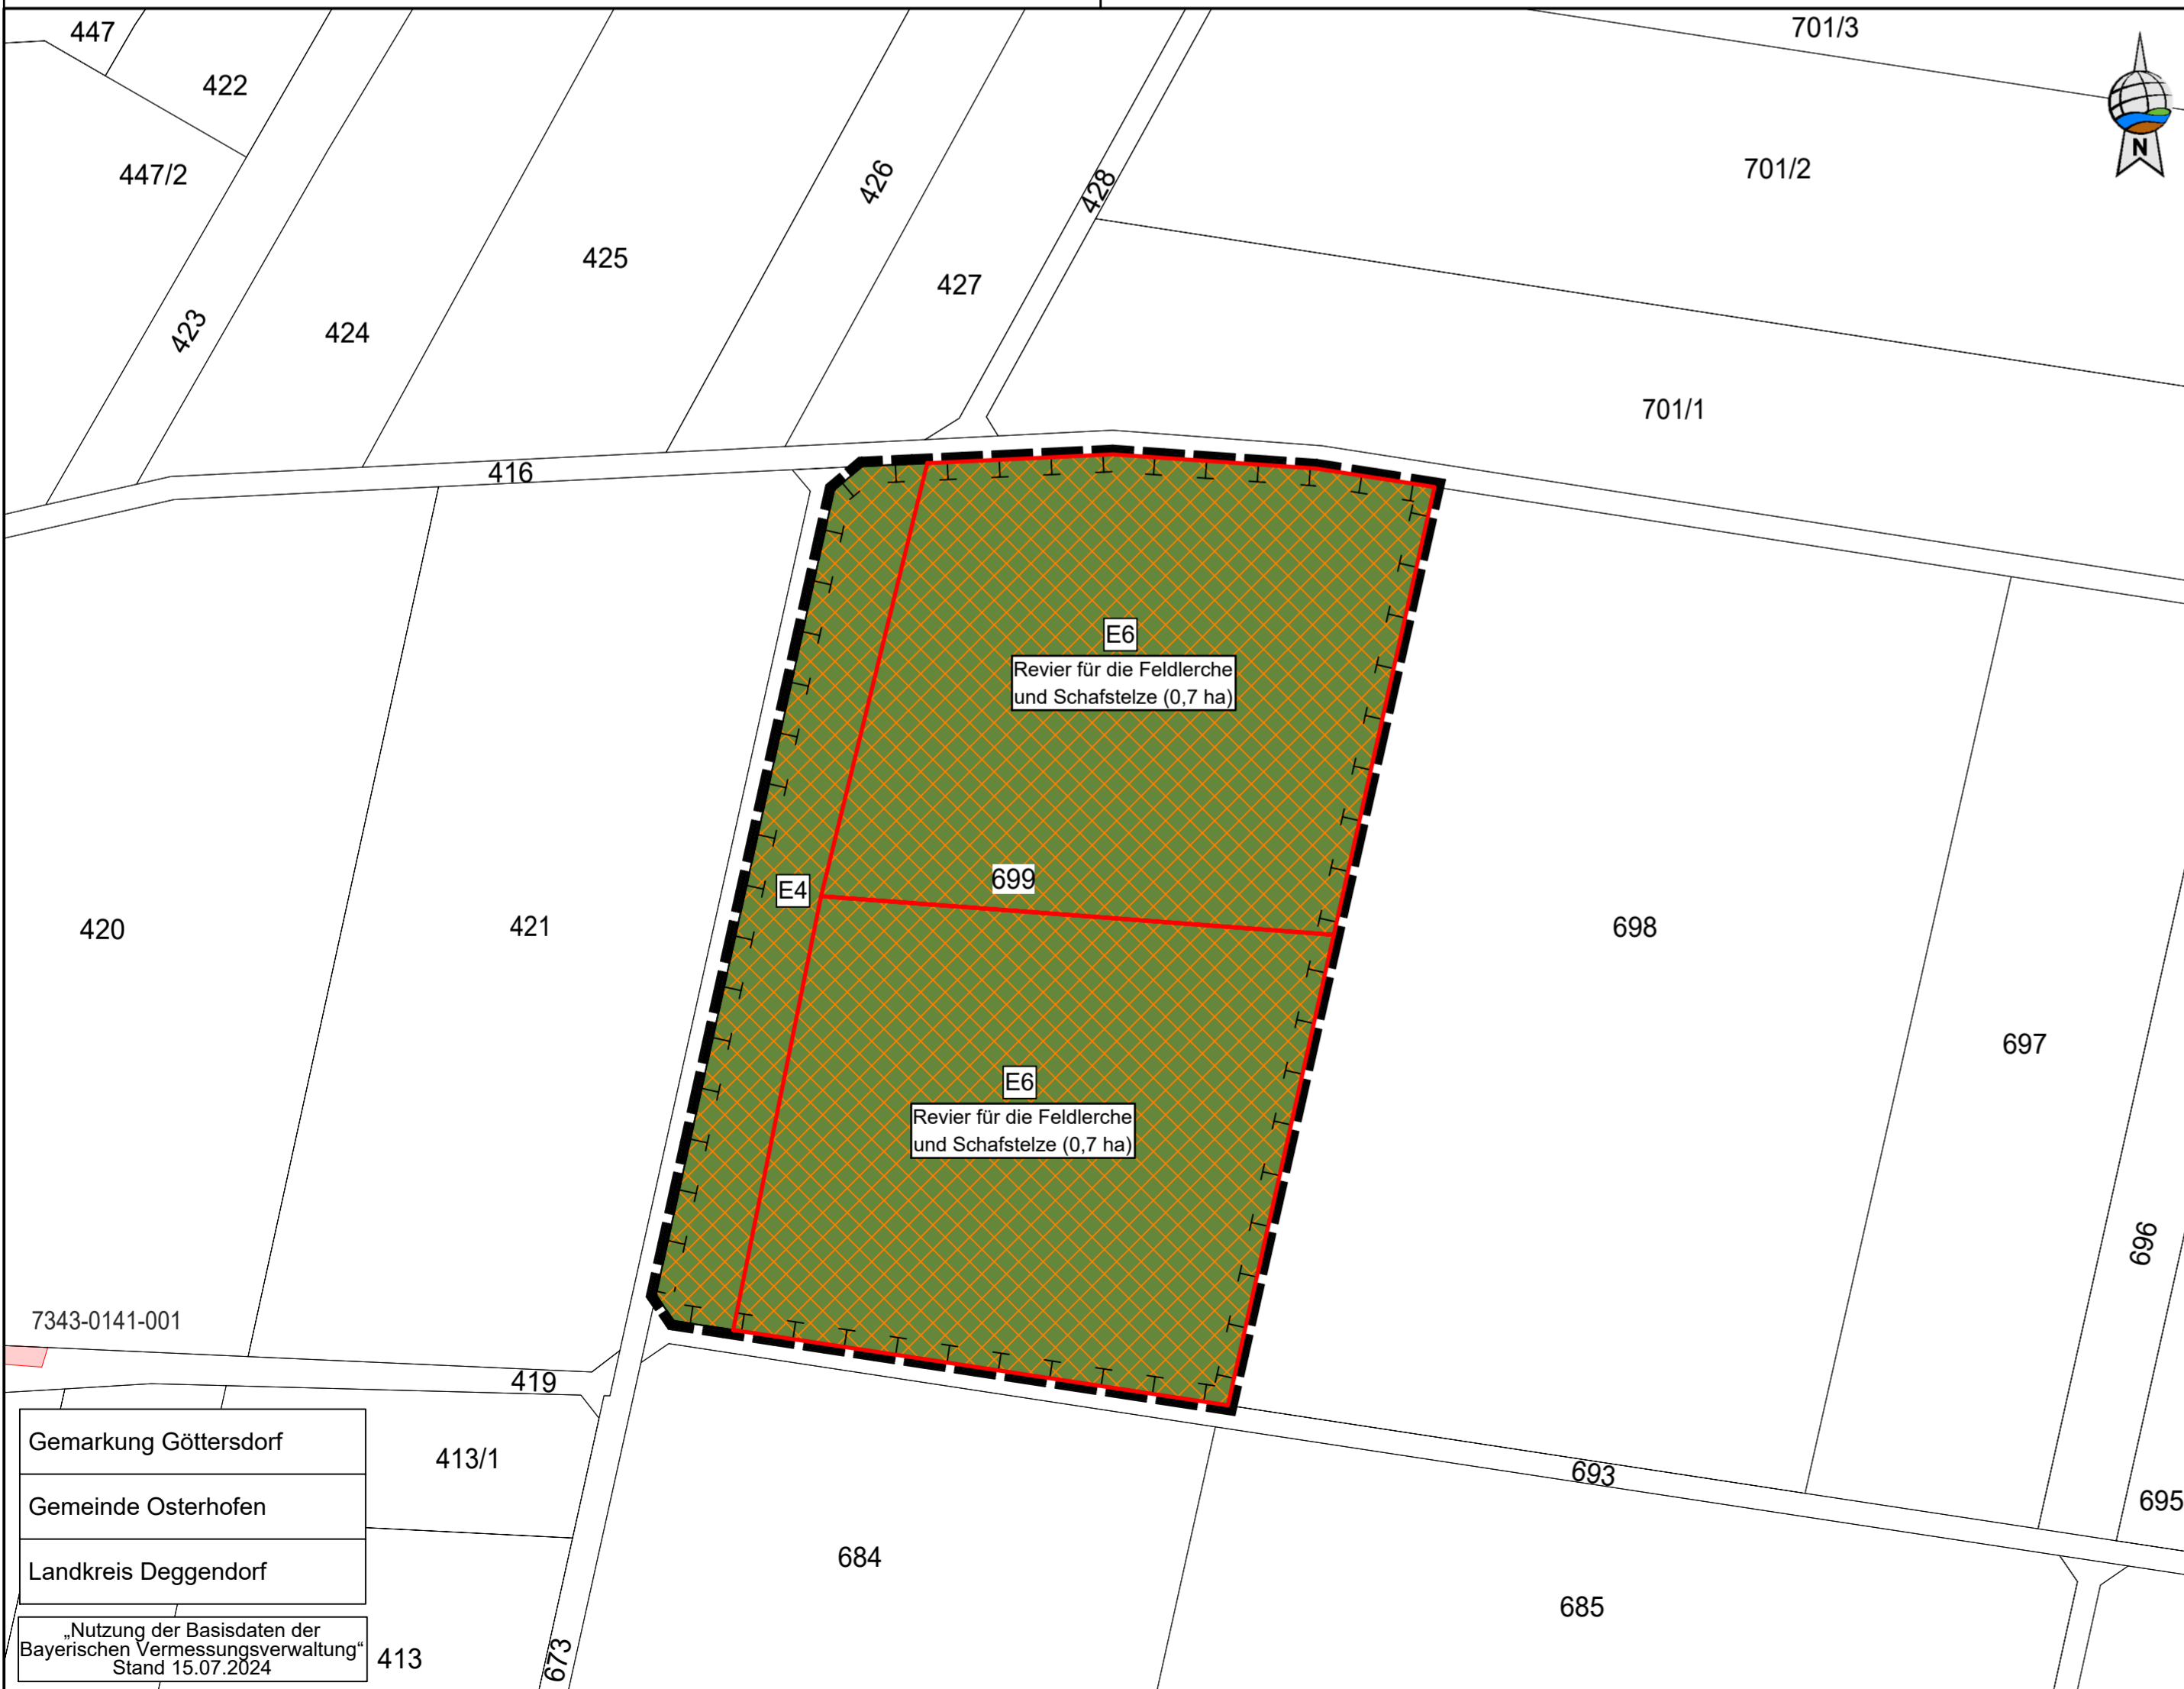 447
701/3
422
N
701/2
447/2
426
428
425
427
423
424
701/1
416
E6
Revier für die Feldlerche
und Schafstelze (0,7 ha)
699
E4
420
421
698
697
E6
Revier für die Feldlerche
und Schafstelze (0,7 ha)
696
7343-0141-001
419
Gemarkung Göttersdorf
413/1
693
695
Gemeinde Osterhofen
684
Landkreis Deggendorf
685
„Nutzung der Basisdaten der
Bayerischen Vermessungsverwaltung“
Stand 15.07.2024
413
673